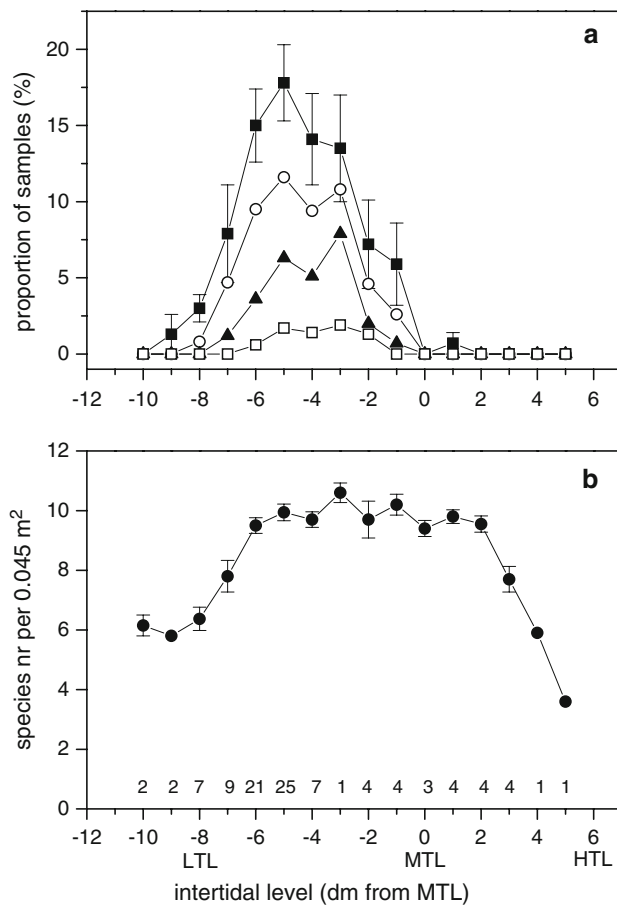 a
20
15
10
5
0
proportion of samples (%)
-12 -10 -8 -6 -4 -2 0 2 4 6
b
12
10
8
6
4
2
0
species nr per 0.045 m²
2 2 7 9 21 25 7 1 4 4 3 4 4 4 1 1
-12 -10 -8 -6 -4 -2 0 2 4 6
LTL MTL HTL
intertidal level (dm from MTL)